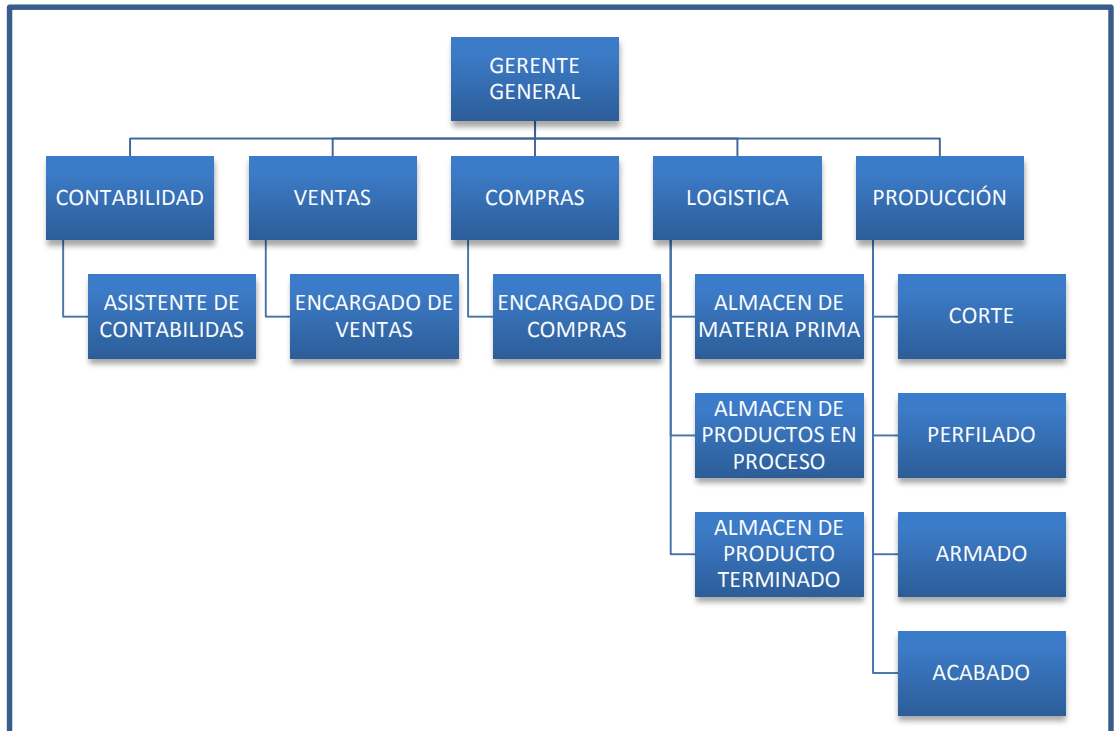 GERENTE
GENERAL
CONTABILIDAD
VENTAS
COMPRAS
LOGISTICA
PRODUCCIÓN
ASISTENTE DE
CONTABILIDAS
ENCARGADO DE
VENTAS
ENCARGADO DE
COMPRAS
ALMACEN DE
MATERIA PRIMA
CORTE
ALMACEN DE
PRODUCTOS EN
PROCESO
PERFILADO
ALMACEN DE
PRODUCTO
TERMINADO
ARMADO
ACABADO